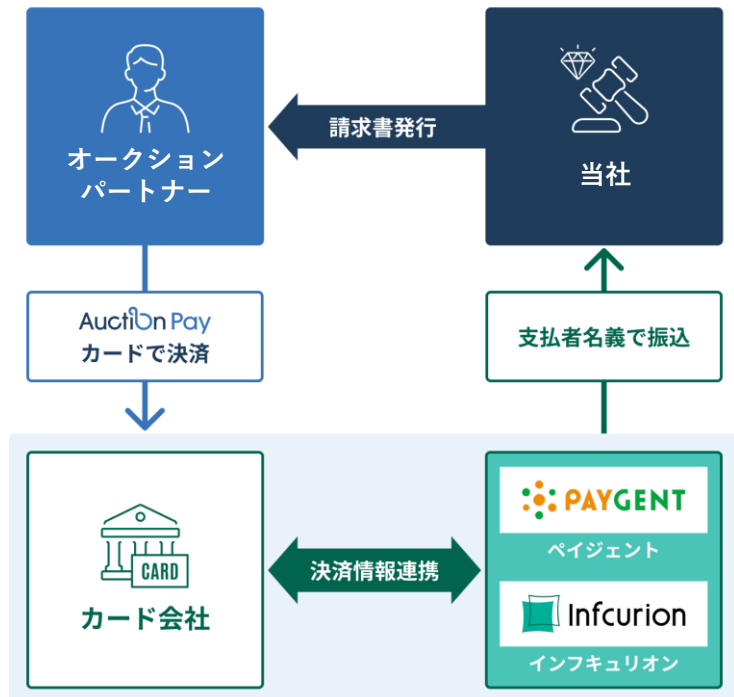 オークション
パートナー
請求書発行
当社
Auction Pay
カードで決済
支払者名義で振込
CARD
カード会社
決済情報連携
PAYGENT
ペイジェント
Infcurion
インフキュリオン